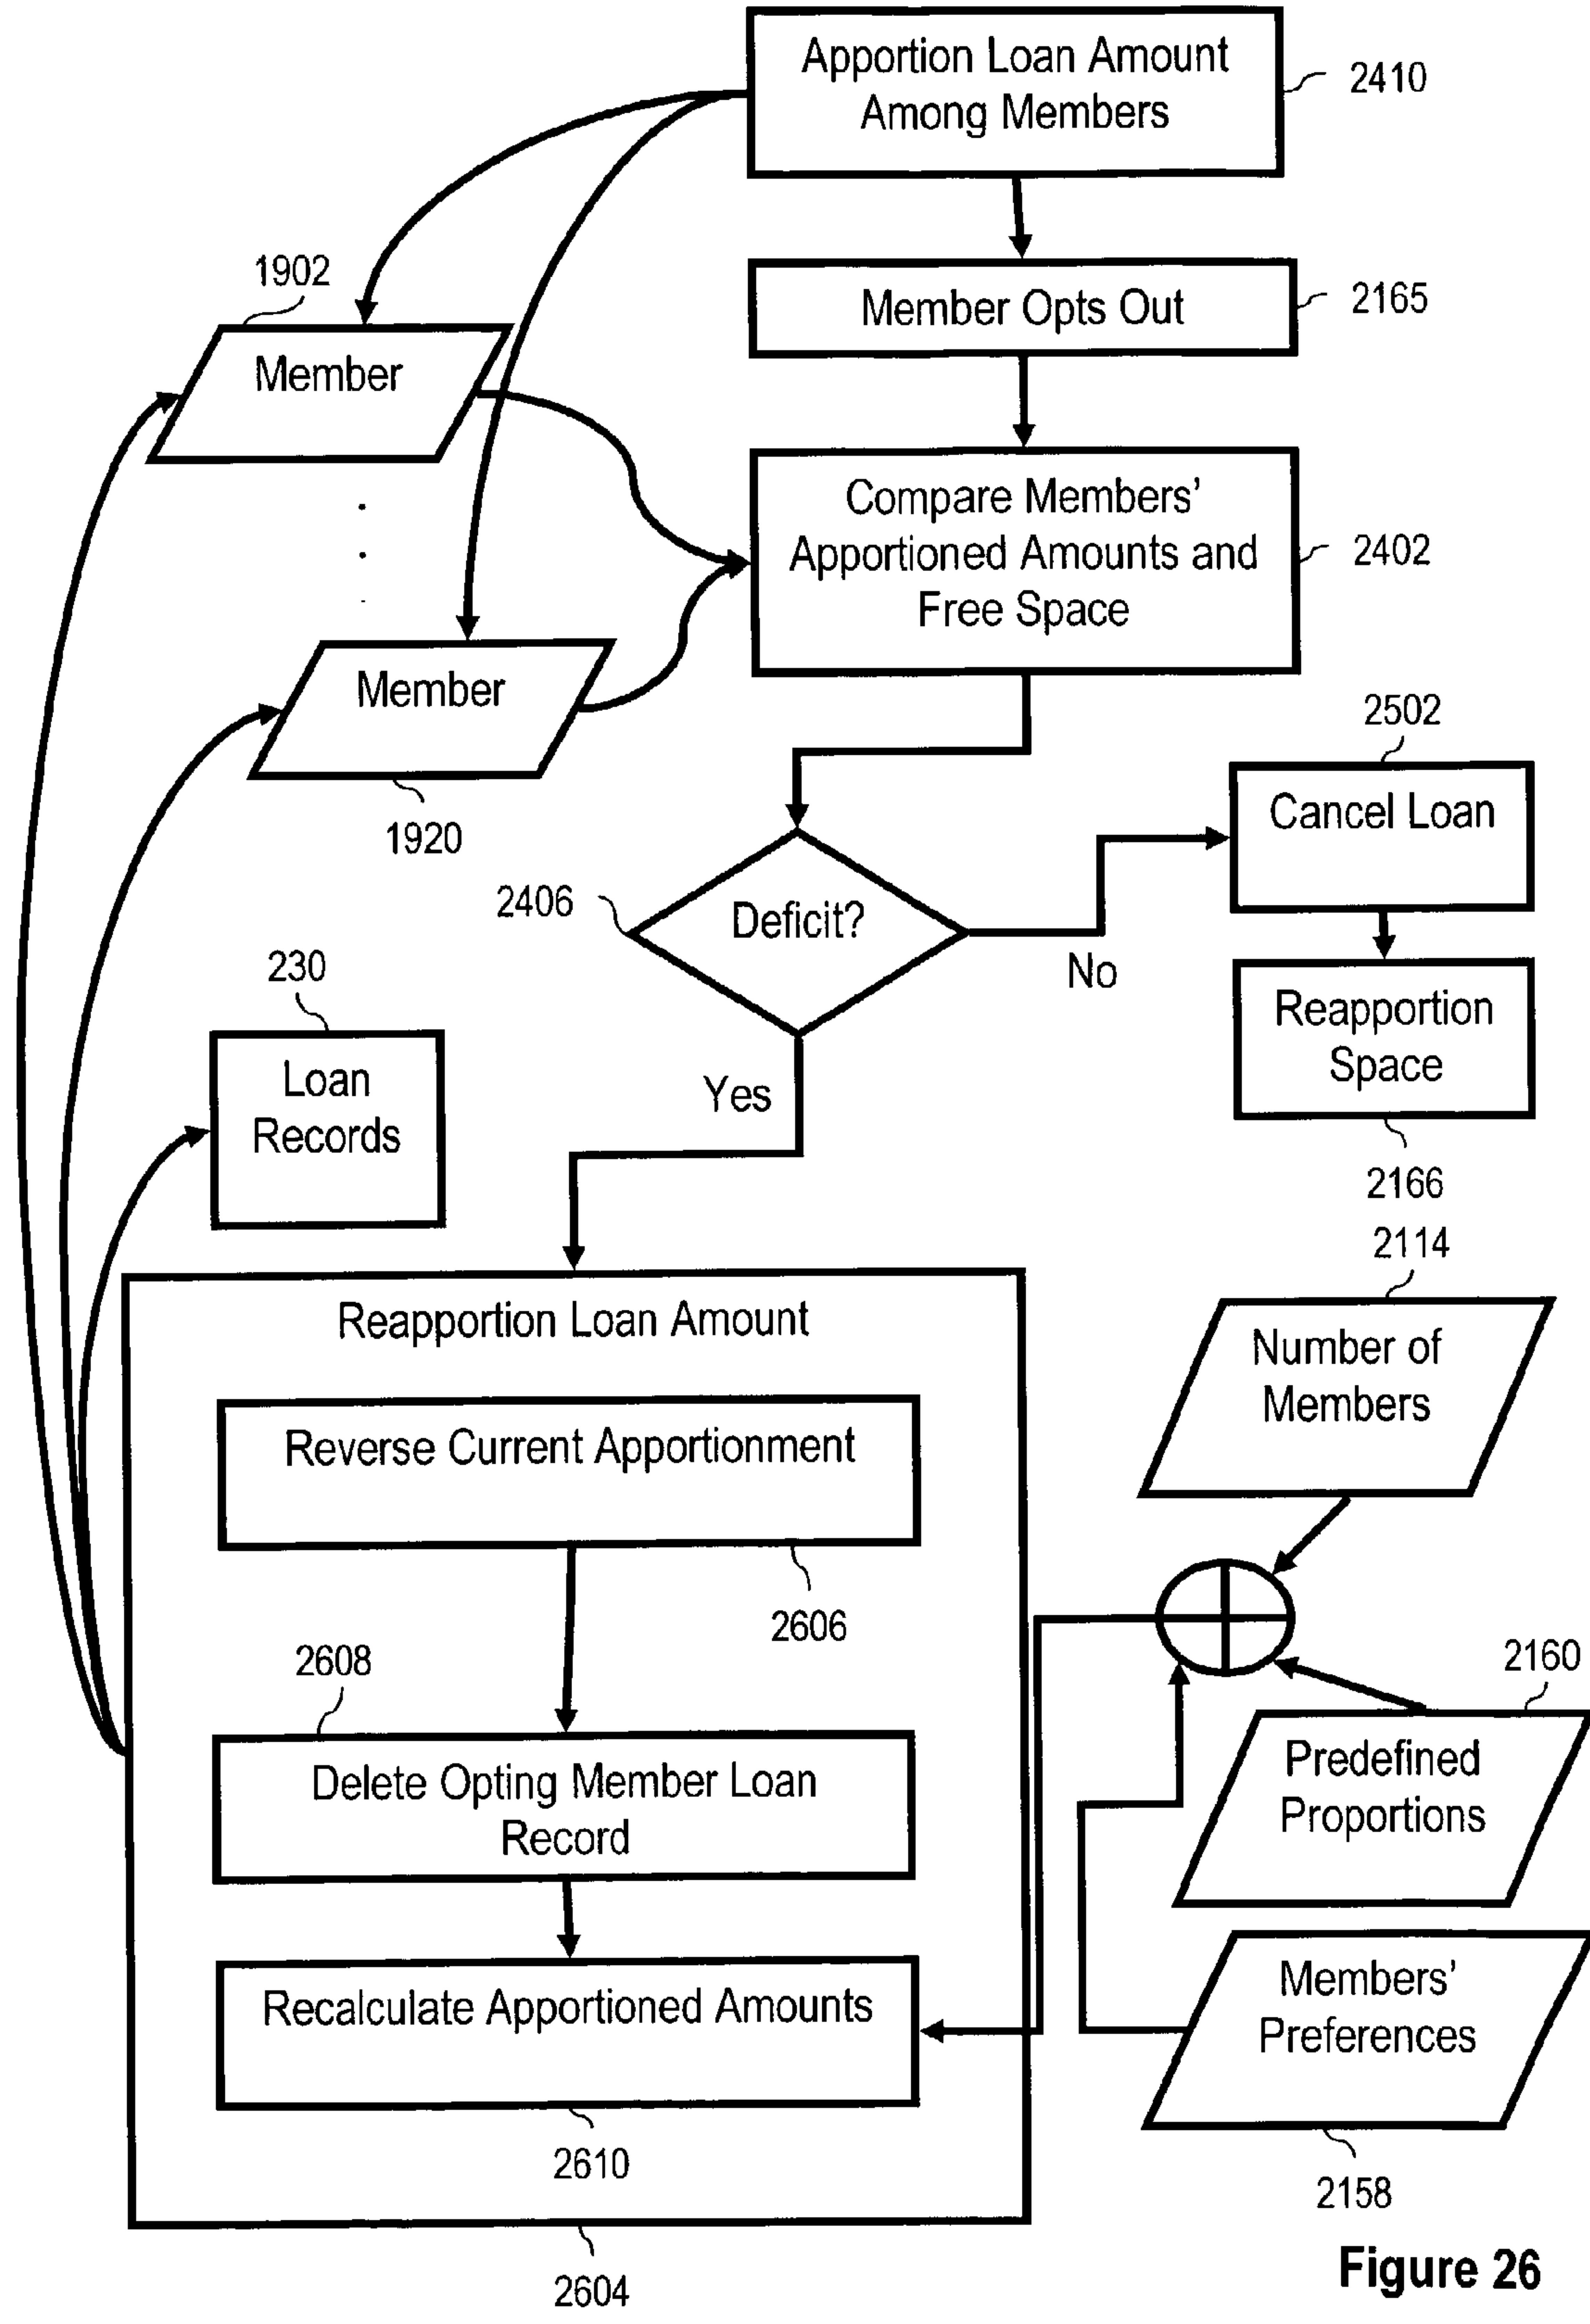 Apportion Loan Amount
Among Members
2410
Member Opts Out
2165
1902
Member
Compare Members’
Apportioned Amounts and
Free Space
2402
Member
1920
2502
Cancel Loan
2406
Deficit?
No
Reapportion
Space
2166
230
Loan
Records
Yes
2114
Number of
Members
Reapportion Loan Amount
Reverse Current Apportionment
2606
2608
Delete Opting Member Loan
Record
2160
Predefined
Proportions
Recalculate Apportioned Amounts
2610
Members’
Preferences
2158
2604
Figure 26